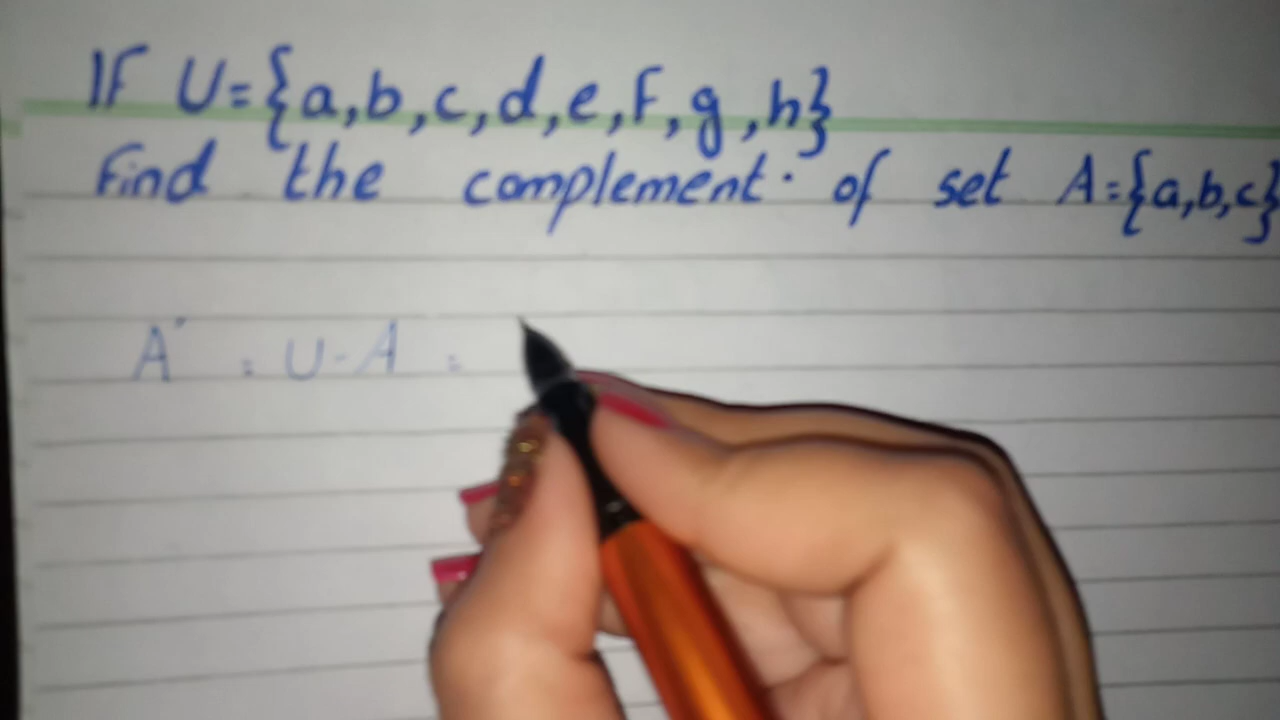 IF U={a,b,c,d,e,f,g,h}
Find the complement. of set A={a,b,c}
A' = U-A =